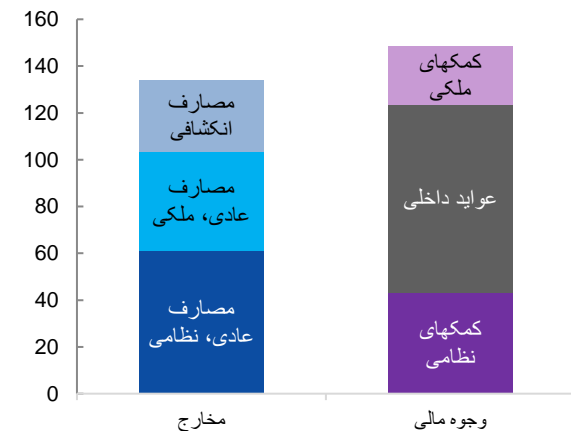 160
140
120
100
80
60
40
20
0
مصارف
انکشافی
مصارف
عادی، ملکی
مصارف
عادی، نظامی
کمکهای
ملکی
عواید داخلی
کمکهای
نظامی
مخارج
وجوه مالی